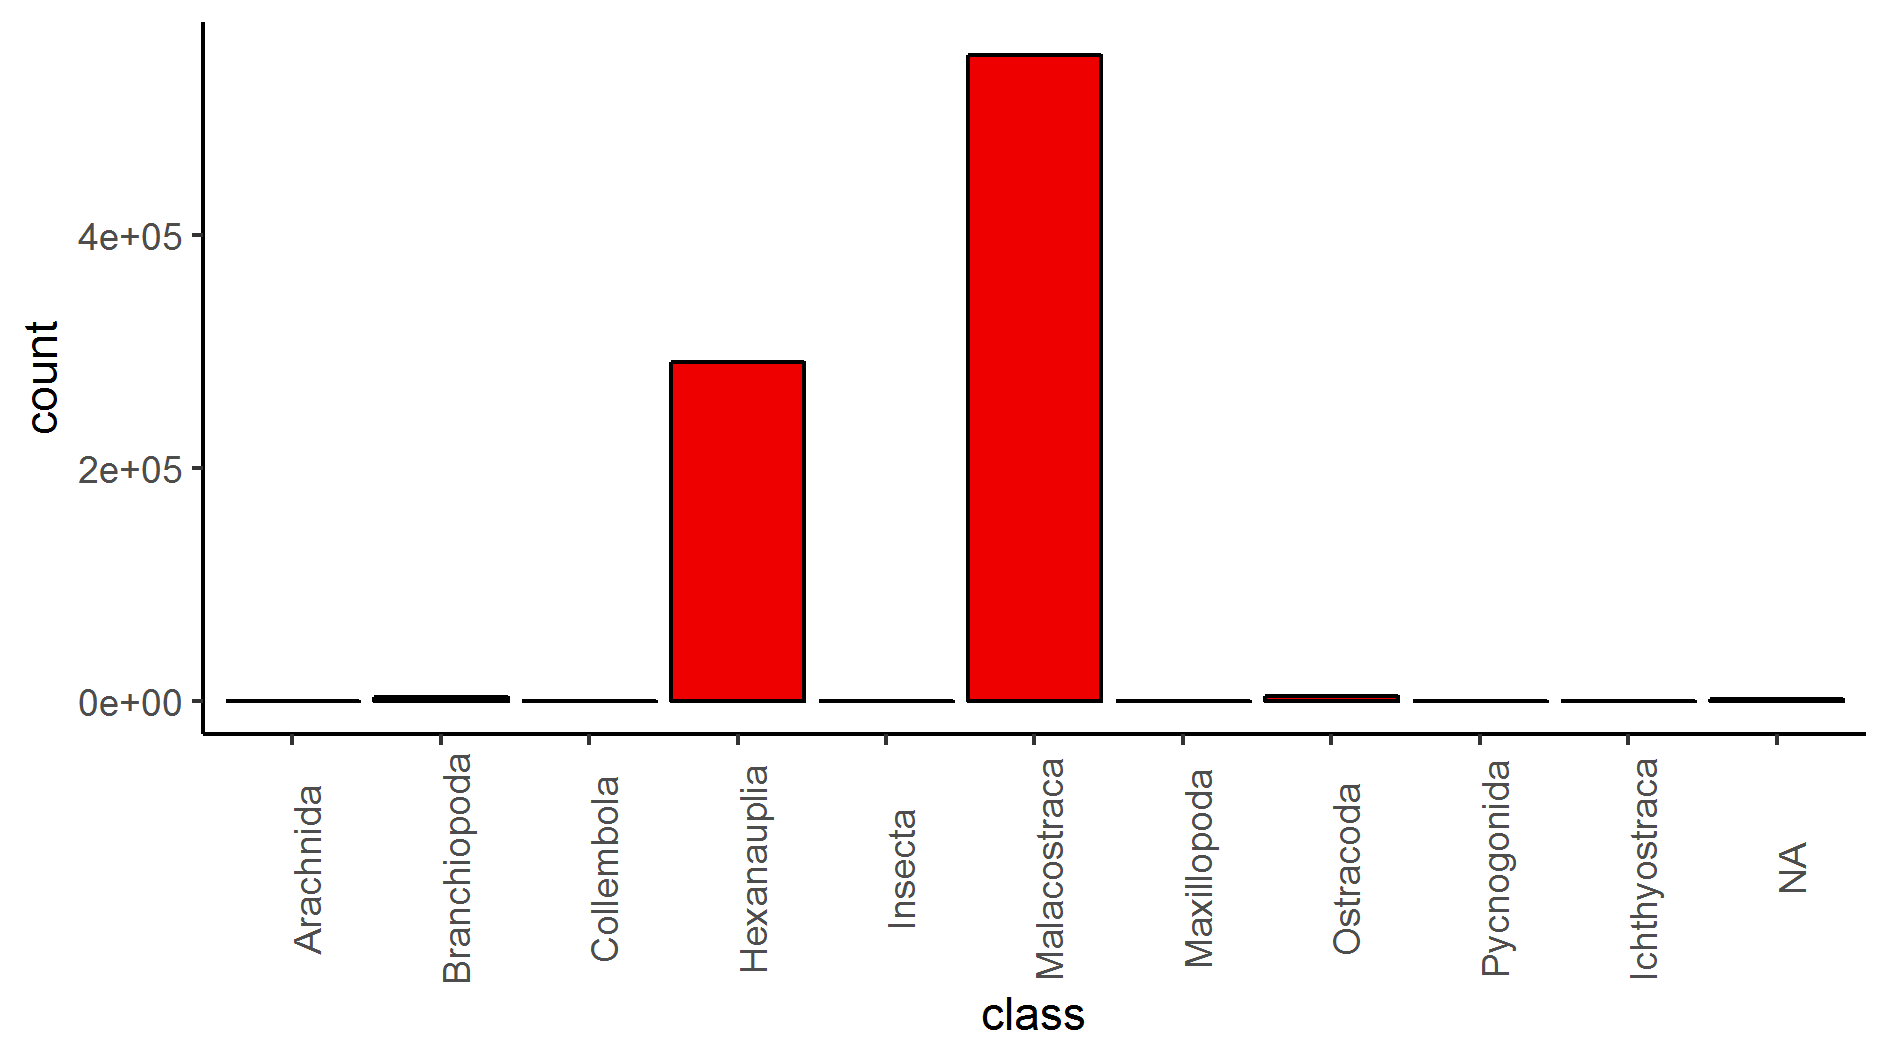 count
4e+05
2e+05
0e+00
Arachnida
Branchiopoda
Collembola
Hexanauplia
Insecta
Malacostraca
Maxillopoda
Ostracoda
Pycnogonida
Ichthyostraca
NA
class